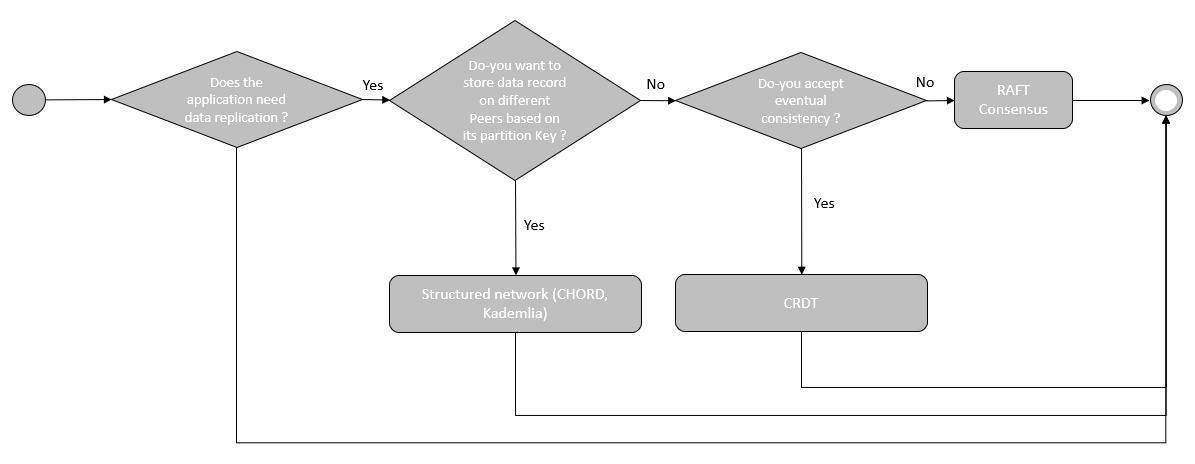 Does the
application need
data replication ?
Yes
Do-you want to
store data record
on different
Peers based on
its partition Key ?
No
Do-you accept
eventual
consistency ?
No
RAFT
Consensus
Yes
Yes
Structured network (CHORD,
Kademlia)
CRDT